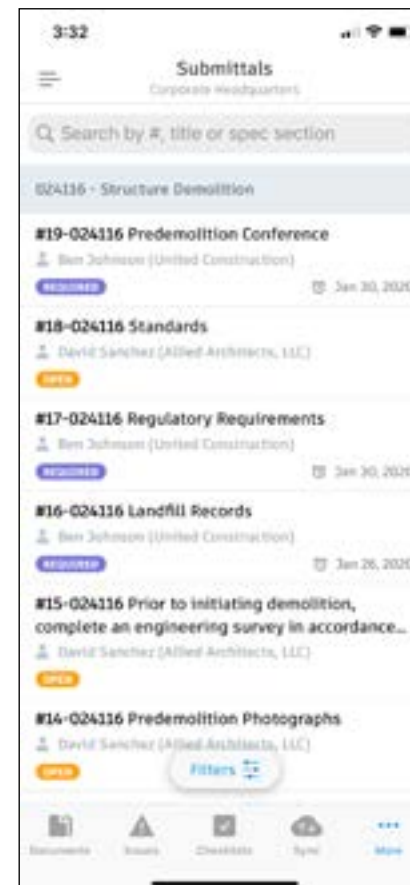 3:32
Submittals
Corporate Headquarters
Search by #, title or spec section
024116 - Structure Demolition
#19-024116 Predemolition Conference
Ben Johnson (United Construction)
REQUIRED
Jan 30, 2020
#18-024116 Standards
David Sanchez (Allied Architects, LLC)
OPEN
#17-024116 Regulatory Requirements
Ben Johnson (United Construction)
REQUIRED
Jan 30, 2020
#16-024116 Landfill Records
Ben Johnson (United Construction)
REQUIRED
Jan 26, 2020
#15-024116 Prior to initiating demolition,
complete an engineering survey in accordance...
David Sanchez (Allied Architects, LLC)
OPEN
#14-024116 Predemolition Photographs
David Sanchez (Allied Architects, LLC)
OPEN
Filters
Documents Issues Checklists Sync More